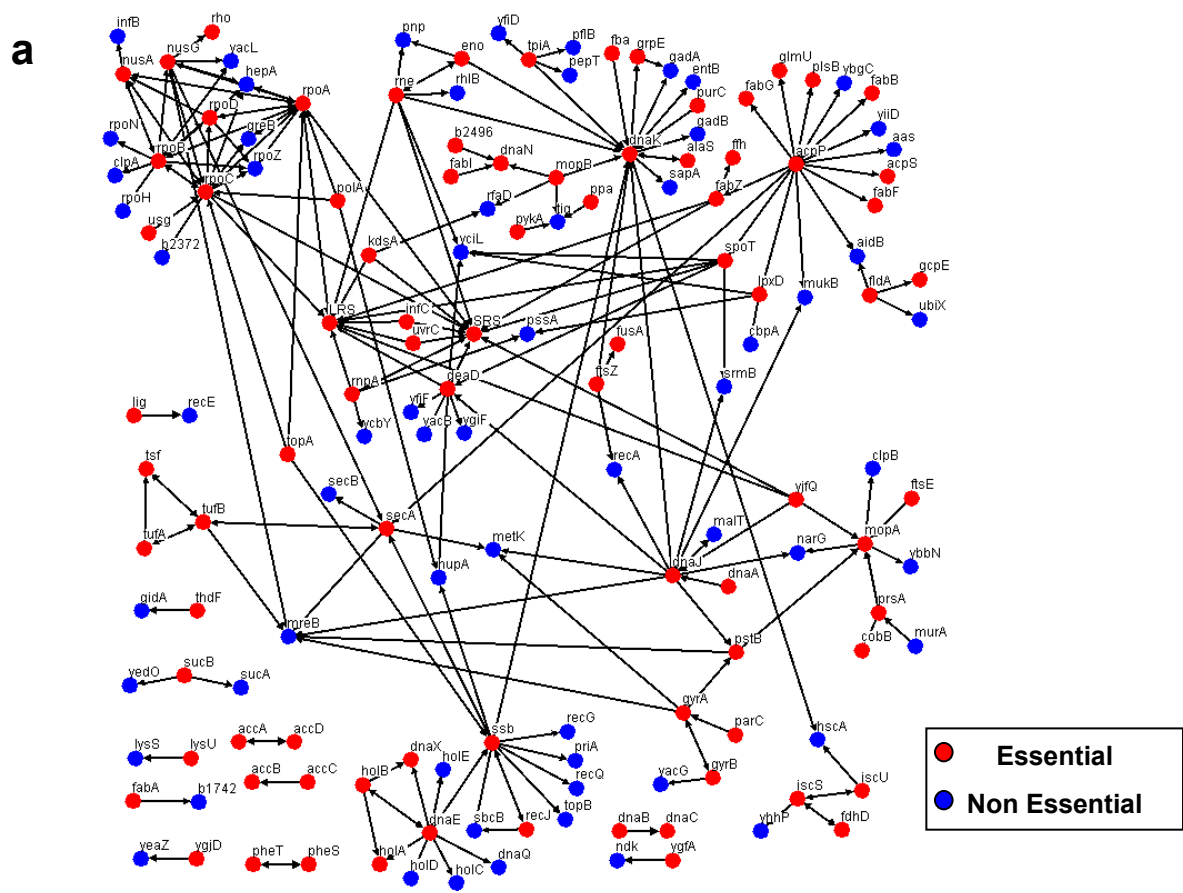 a
infB
rho
nusG
yacL
nusA
hepA
rpoD
rpoA
rpoN
greB
rpoB
rpoZ
clpA
rpoC
rpoH
usg
b2372
polA
pnp
eno
rne
rhlB
yfiD
tpiA
pflB
pepT
fba
grpE
gadA
entB
purC
gadB
dnaK
alaS
sapA
b2496
dnaN
fabI
mopB
rfaD
tig
ppa
pykA
ffh
fabZ
glmU
plsB
ybgC
fabG
fabB
yiiD
aas
acpP
acpS
fabF
aidB
gcpE
fldA
ubiX
kdsA
yciL
spoT
lpxD
mukB
LRS
infC
uvrC
SRS
pssA
fusA
cbpA
ftsZ
srmB
rnpA
deaD
yfiF
ycbY
yacB
ygiF
lig
recE
topA
recA
tsf
secB
tufB
tufA
secA
metK
hupA
yjfQ
malT
narG
dnaJ
dnaA
clpB
ftsE
mopA
ybbN
prsA
cobB
murA
gidA
thdF
mreB
pstB
yedO
sucB
sucA
gyrA
parC
gyrB
yacG
hscA
iscU
iscS
yhhP
fdhD
lysS
lysU
accA
accD
accB
accC
fabA
b1742
yeaZ
ygjD
pheT
pheS
dnaX
holE
holB
dnaE
holA
holD
holC
dnaQ
ssb
recG
priA
recQ
topB
sbcB
recJ
dnaB
dnaC
ndk
ygfA
Essential
Non Essential